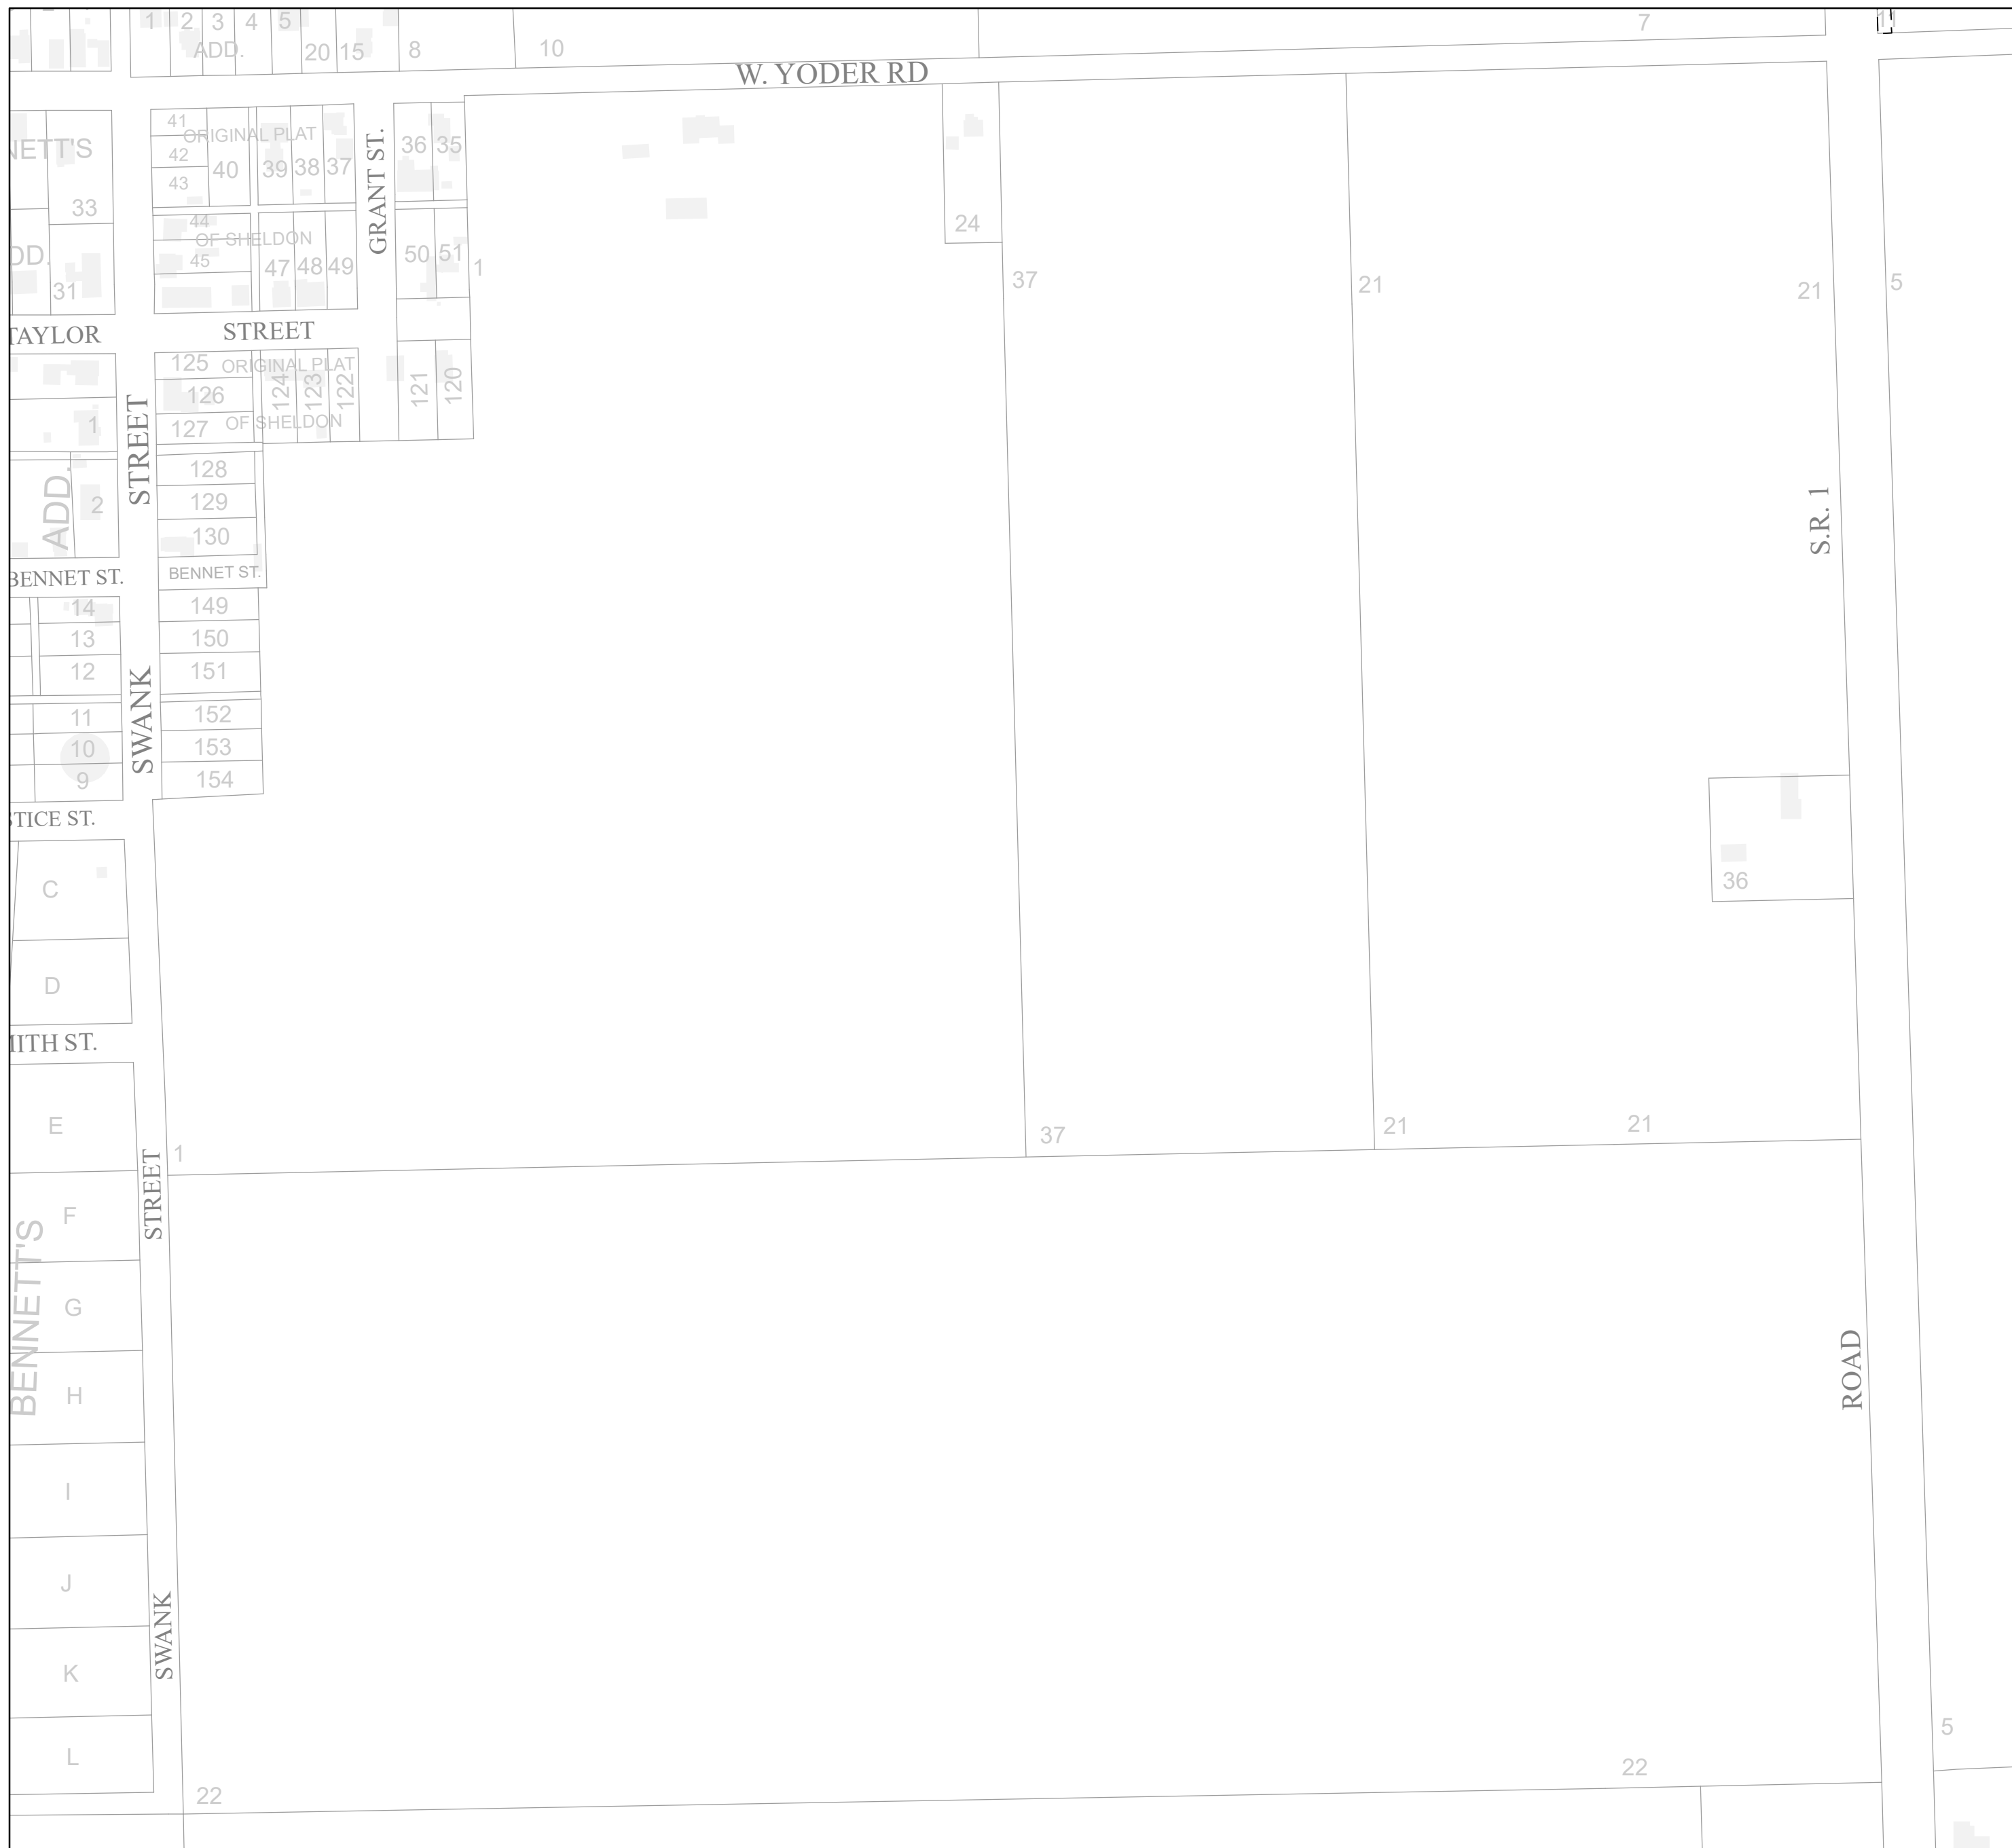 1 2 3 4 5
ADD. 20 15 8 10 7 11
W. YODER RD
41 ORIGINAL PLAT
42
43 40 39 38 37 36 35
GRANT ST.
NETT'S
33
44
OF SHELDON
45 47 48 49 50 51 1
24
DD.
31
37 21 21 5
TAYLOR STREET
125 ORIGINAL PLAT
126 124 123 122 121 120
127 OF SHELDON
1
STREET
128
ADD. 2 129
130
S.R. 1
BENNET ST. BENNET ST.
14 149
13 150
12 151
SWANK
11 152
10 153
9 154
STICE ST.
C 36
D
MITH ST.
E
1 37 21 21
STREET
F
BENNETT'S
G
H
ROAD
I
J
SWANK
K
L
5
22 22